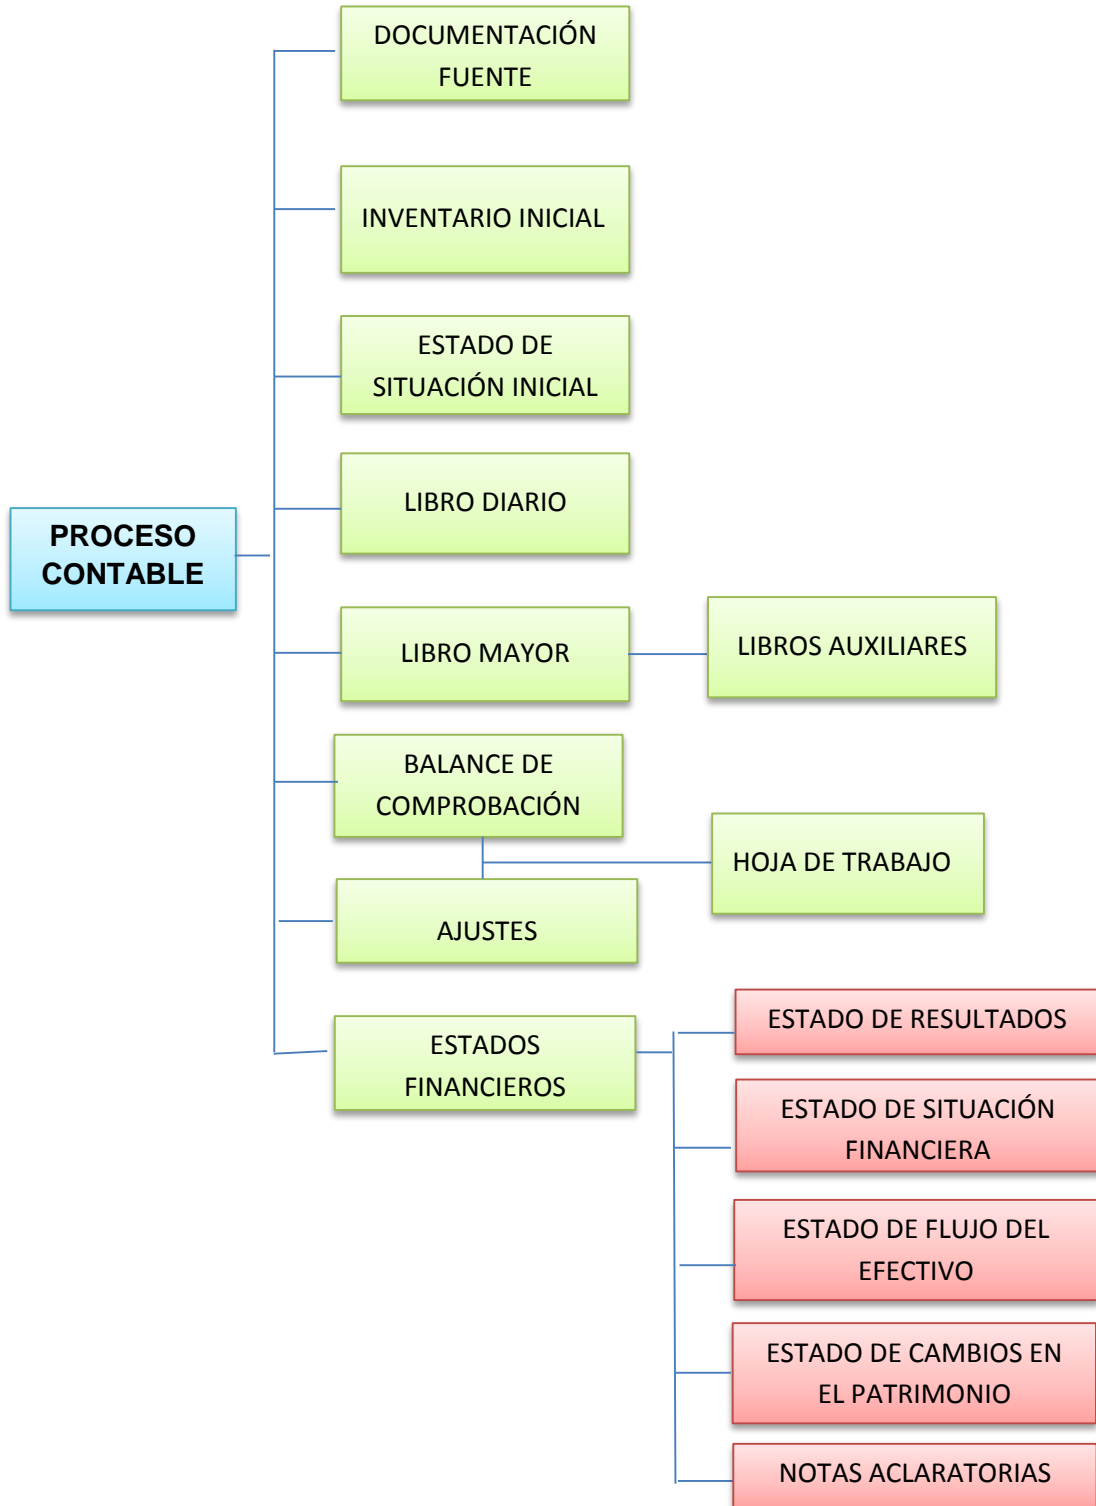 DOCUMENTACIÓN
FUENTE
INVENTARIO INICIAL
ESTADO DE
SITUACIÓN INICIAL
LIBRO DIARIO
PROCESO
CONTABLE
LIBRO MAYOR
LIBROS AUXILIARES
BALANCE DE
COMPROBACIÓN
HOJA DE TRABAJO
AJUSTES
ESTADOS
FINANCIEROS
ESTADO DE RESULTADOS
ESTADO DE SITUACIÓN
FINANCIERA
ESTADO DE FLUJO DEL
EFECTIVO
ESTADO DE CAMBIOS EN
EL PATRIMONIO
NOTAS ACLARATORIAS